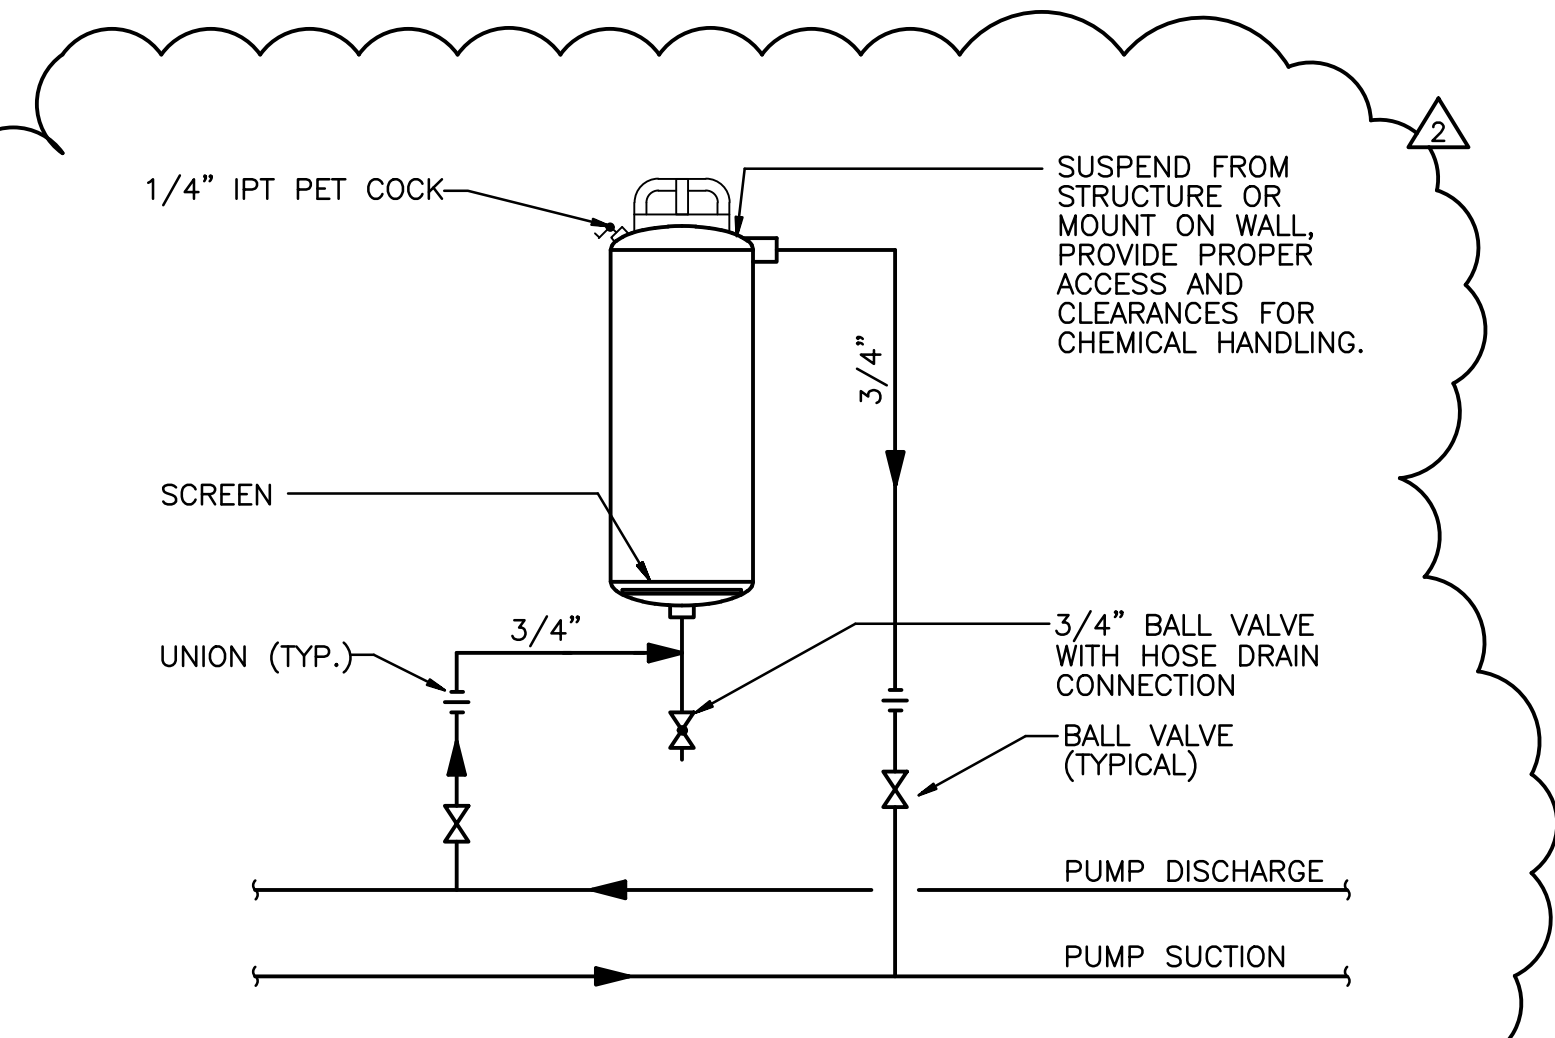 2
1/4" IPT PET COCK
SUSPEND FROM
STRUCTURE OR
MOUNT ON WALL,
PROVIDE PROPER
ACCESS AND
CLEARANCES FOR
CHEMICAL HANDLING.
3/4"
SCREEN
3/4"
UNION (TYP.)
3/4" BALL VALVE
WITH HOSE DRAIN
CONNECTION
BALL VALVE
(TYPICAL)
PUMP DISCHARGE
PUMP SUCTION